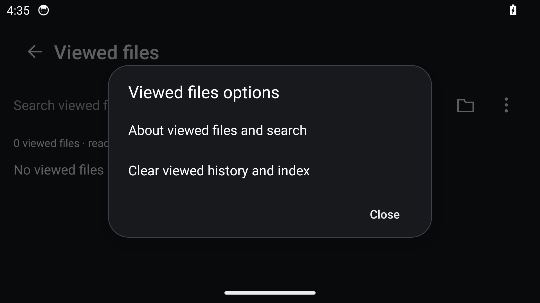 4:35
Viewed files
Viewed files options
Search viewed f
About viewed files and search
0 viewed files · read
No viewed files
Clear viewed history and index
Close